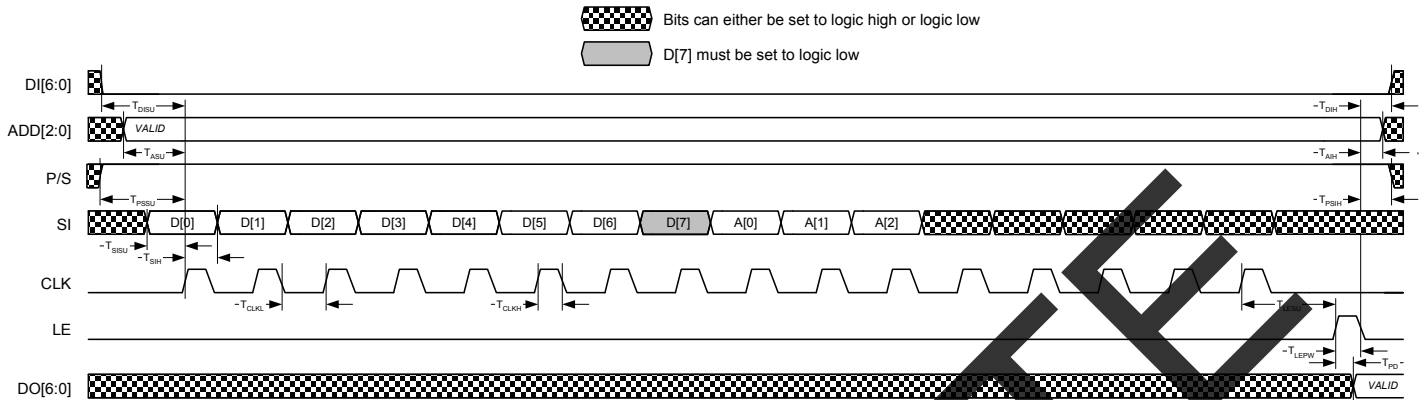 Bits can either be set to logic high or logic low
D[7] must be set to logic low
DI[6:0]
TDISU
TDIH
ADD[2:0]
VALID
TASU
TAIH
P/S
TPSSU
TPSIH
SI
D[0] D[1] D[2] D[3] D[4] D[5] D[6] D[7] A[0] A[1] A[2]
TSISU
TSIH
CLK
TCLKL
TCLKH
TLESU
LE
TLEPW
TPD
DO[6:0]
VALID